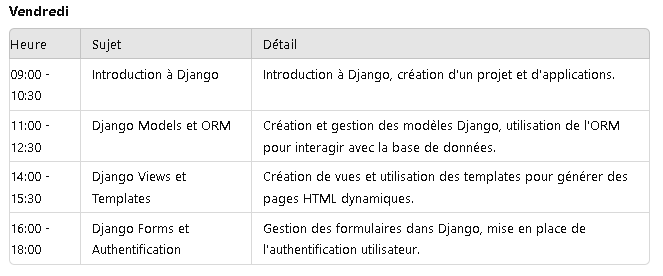 Vendredi
Heure Sujet Détail
09:00 - Introduction à Django Introduction à Django, création d'un projet et d'applications.
10:30
11:00 - Django Models et ORM Création et gestion des modèles Django, utilisation de l'ORM
12:30 pour interagir avec la base de données.
14:00 - Django Views et Création de vues et utilisation des templates pour générer des
15:30 Templates pages HTML dynamiques.
16:00 - Django Forms et Gestion des formulaires dans Django, mise en place de
18:00 Authentification l'authentification utilisateur.